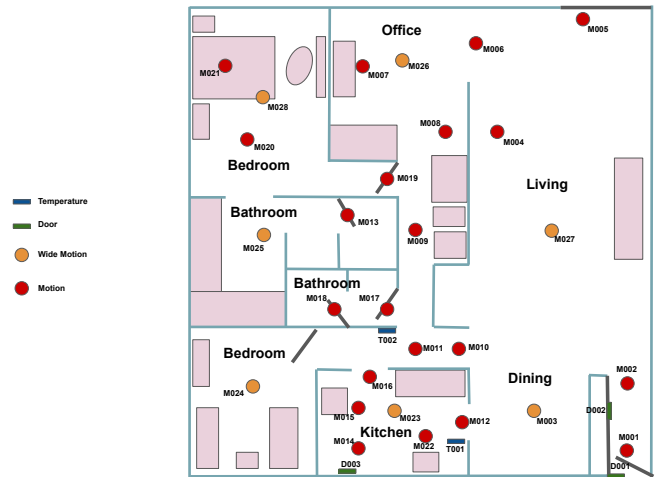 Office
M005
M006
M021
M007
M026
M028
M008
M004
M020
Bedroom
M019
Living
Temperature
Bathroom
M013
Door
M009
M027
M025
Wide Motion
Bathroom
Motion
M018
M017
T002
M011
M010
Bedroom
M016
Dining
M002
M024
M015
M023
M012
M003
D002
Kitchen
M014
M022
T001
M001
D003
D001